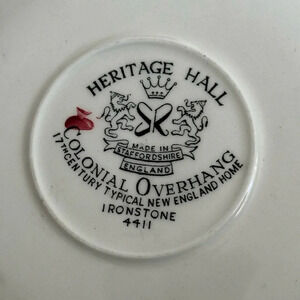 HERITAGE HALL
MADE IN
STAFFORDSHIRE
ENGLAND
COLONIAL OVERHANG
17TH CENTURY TYPICAL NEW ENGLAND HOME
IRONSTONE
4411